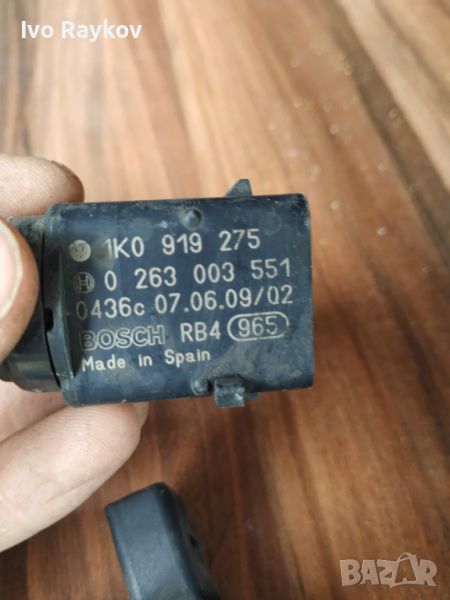 Ivo Raykov
1K0 919 275
0 263 003 551
0436c 07.06.09/02
BOSCH RB4 965
Made in Spain
BAZAR